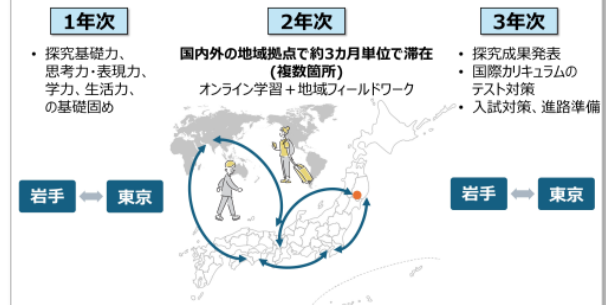 1年次
・ 探究基礎力、
思考力・表現力、
学力、生活力、
の基礎固め
岩手
東京
2年次
国内外の地域拠点で約3カ月単位で滞在
(複数箇所)
オンライン学習＋地域フィールドワーク
3年次
・ 探究成果発表
・ 国際カリキュラムの
テスト対策
・ 入試対策、進路準備
岩手
東京